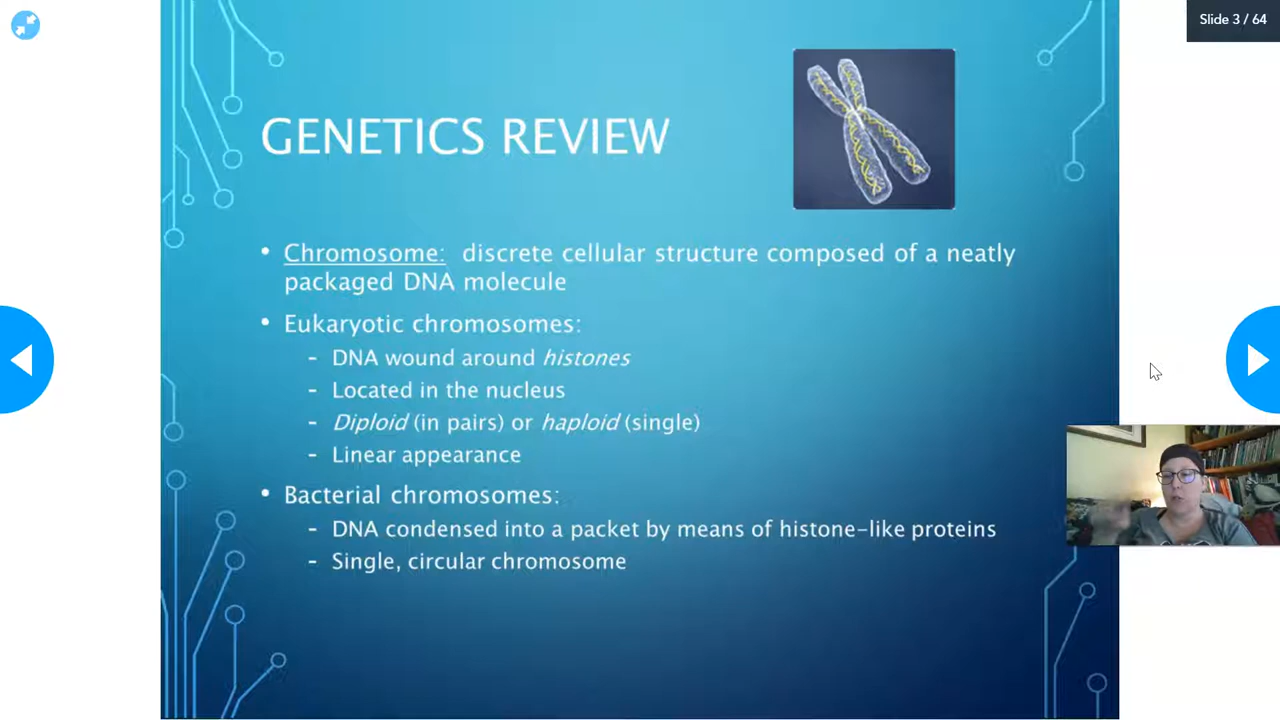 Slide 3 / 64
GENETICS REVIEW
• Chromosome: discrete cellular structure composed of a neatly
packaged DNA molecule
• Eukaryotic chromosomes:
- DNA wound around histones
- Located in the nucleus
- Diploid (in pairs) or haploid (single)
- Linear appearance
• Bacterial chromosomes:
- DNA condensed into a packet by means of histone-like proteins
- Single, circular chromosome